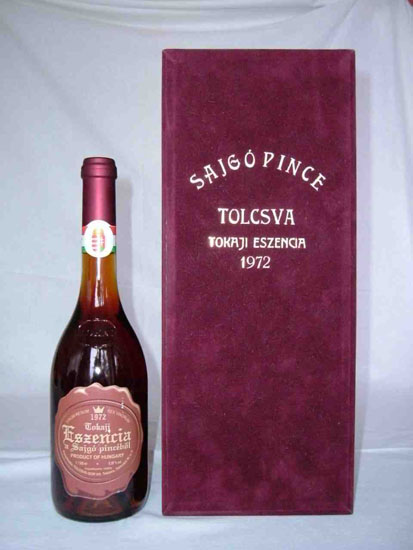 SAJGÓ PINCE
TOLCSVA
TOKAJI ESZENCIA
1972
1972
Tokaji
Eszencia
a Sajgó pincéből
PRODUCT OF HUNGARY